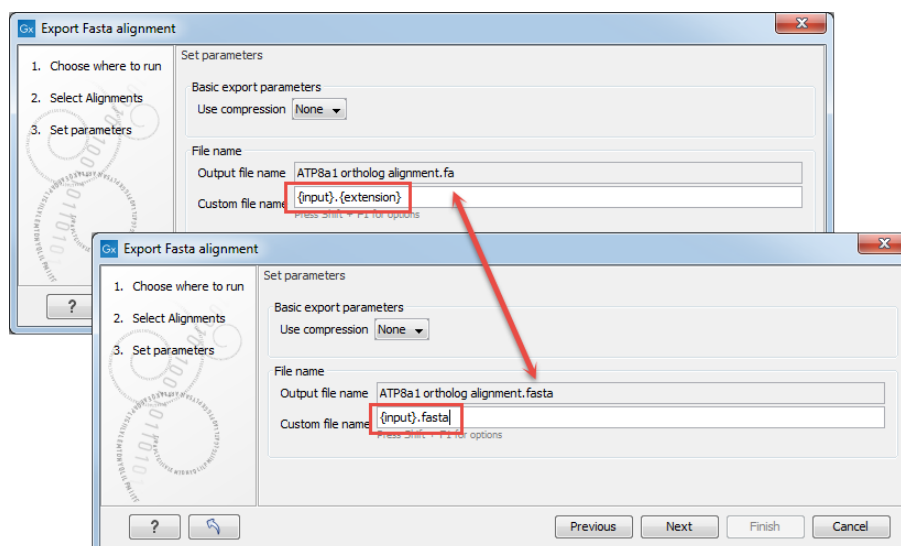 Gx Export Fasta alignment
X
1. Choose where to run
2. Select Alignments
3. Set parameters
Set parameters
Basic export parameters
Use compression None
File name
Output file name ATP8a1 ortholog alignment.fa
Custom file name {input}.{extension}
Press Shift + F1 for options
?
Gx Export Fasta alignment
X
1. Choose where to run
2. Select Alignments
3. Set parameters
Set parameters
Basic export parameters
Use compression None
File name
Output file name ATP8a1 ortholog alignment.fasta
Custom file name {input}.fasta
Press Shift + F1 for options
? Previous Next Finish Cancel